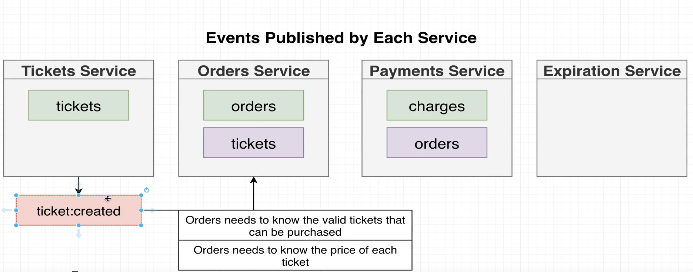 Events Published by Each Service
Tickets Service
Orders Service
Payments Service
Expiration Service
tickets
orders
charges
tickets
orders
ticket:created
Orders needs to know the valid tickets that
can be purchased
Orders needs to know the price of each
ticket